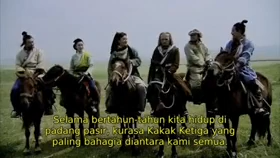 Selama bertahun-tahun kita hidup di
padang pasir, kurasa Kakak Ketiga yang
paling bahagia diantara kami semua.